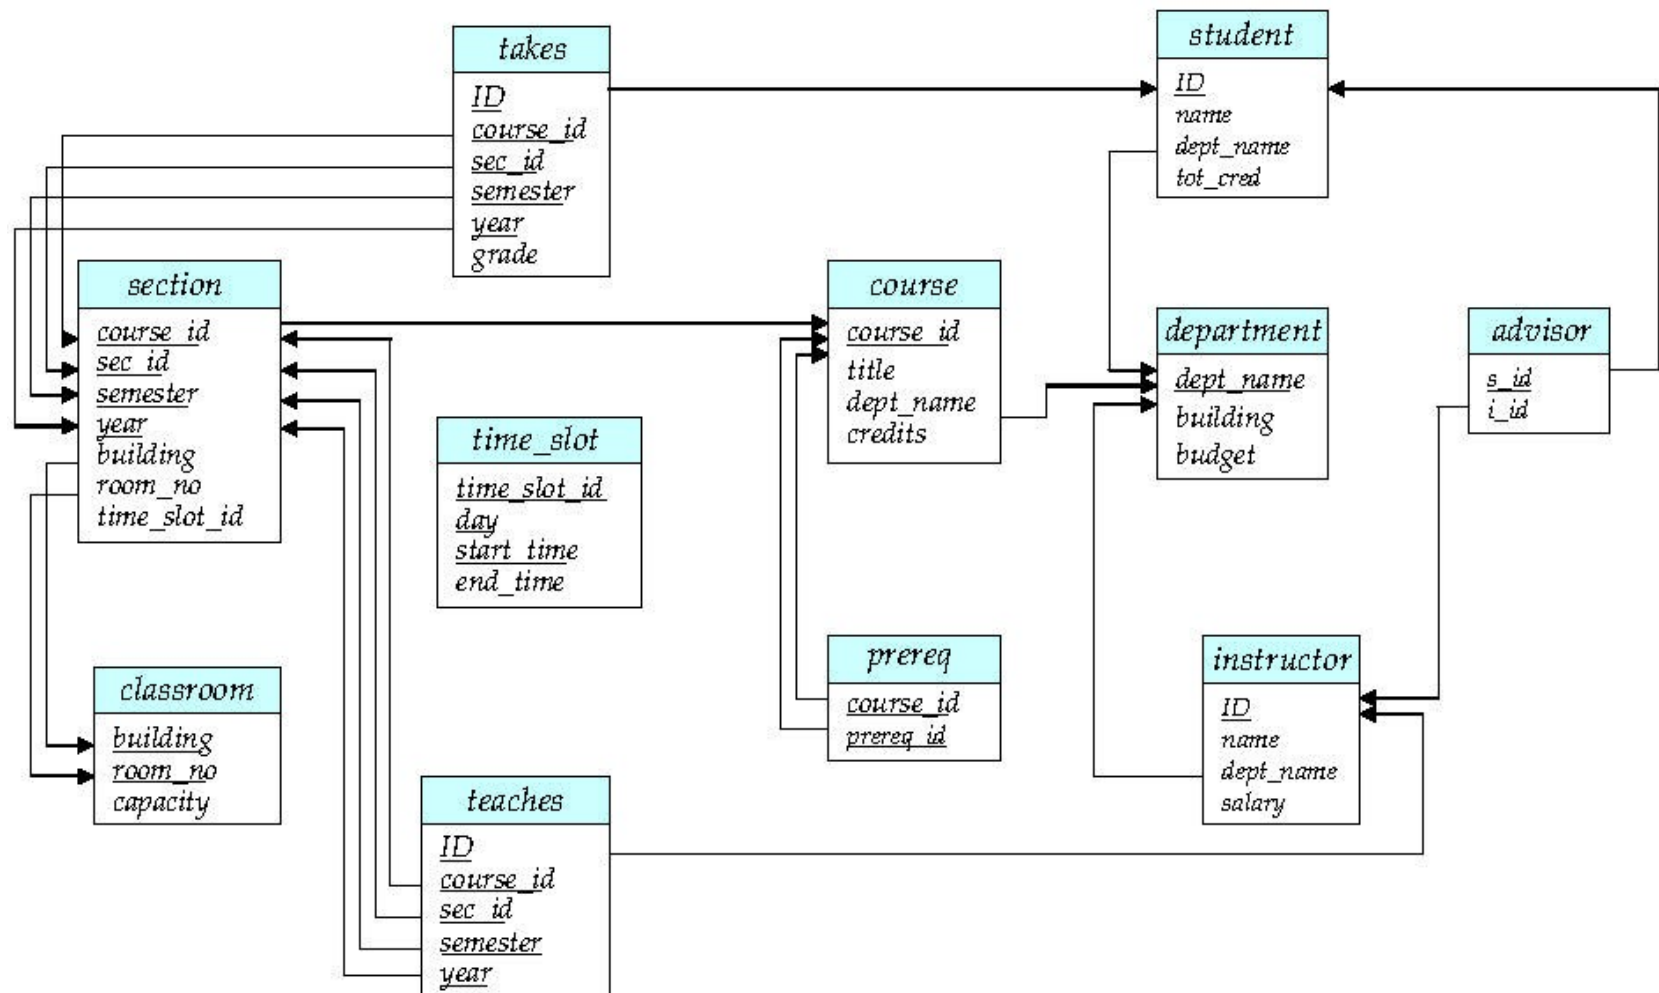 takes
ID
course_id
sec_id
semester
year
grade
student
ID
name
dept_name
tot_cred
section
course_id
sec_id
semester
year
building
room_no
time_slot_id
course
course_id
title
dept_name
credits
department
dept_name
building
budget
advisor
s_id
i_id
time_slot
time_slot_id
day
start_time
end_time
prereq
course_id
prereq_id
instructor
ID
name
dept_name
salary
classroom
building
room_no
capacity
teaches
ID
course_id
sec_id
semester
year